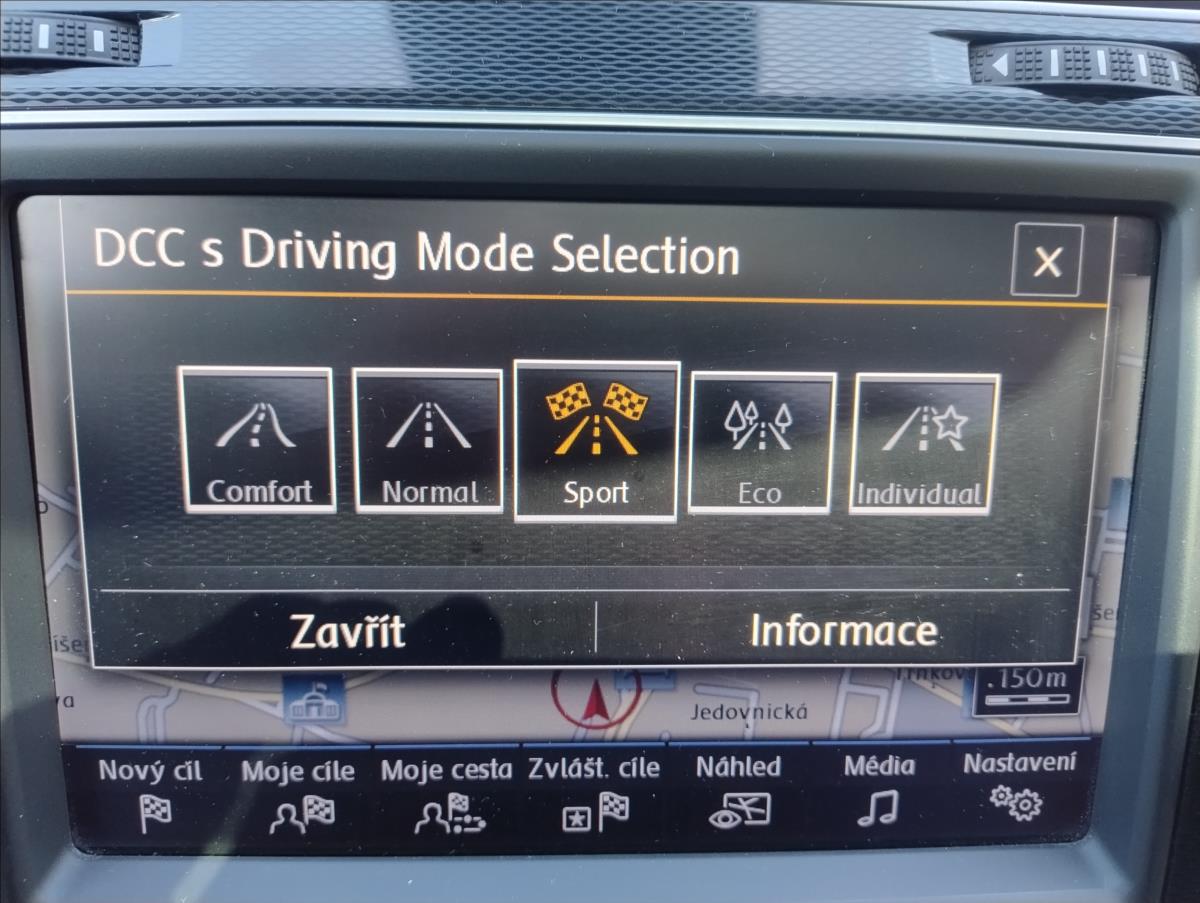 DCC s Driving Mode Selection
X
Comfort Normal Sport Eco Individual
Zavřít Informace
.150m
Jedovnická
Nový cíl Moje cíle Moje cesta Zvlášt. cíle Náhled Média Nastavení